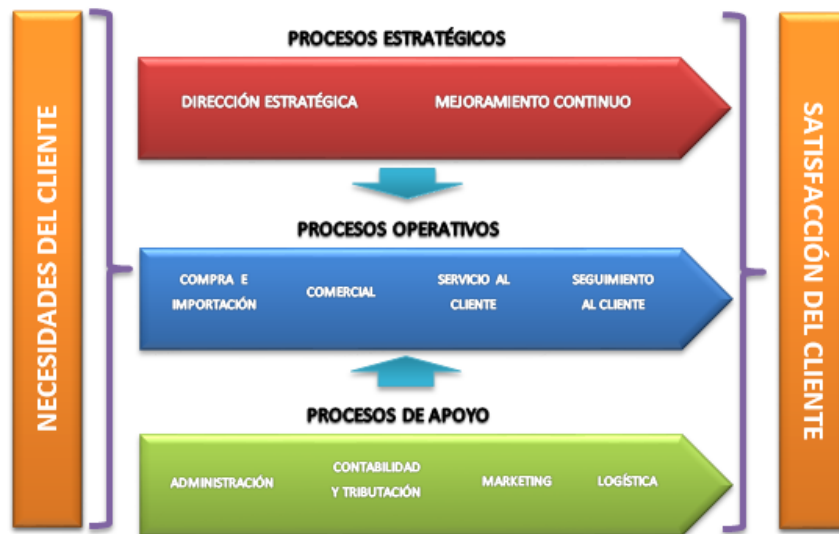 NECESIDADES DEL CLIENTE
PROCESOS ESTRATÉGICOS
DIRECCIÓN ESTRATÉGICA
MEJORAMIENTO CONTINUO
PROCESOS OPERATIVOS
COMPRA E
IMPORTACIÓN
COMERCIAL
SERVICIO AL
CLIENTE
SEGUIMIENTO
AL CLIENTE
PROCESOS DE APOYO
ADMINISTRACIÓN
CONTABILIDAD
Y TRIBUTACIÓN
MARKETING
LOGÍSTICA
SATISFACCIÓN DEL CLIENTE